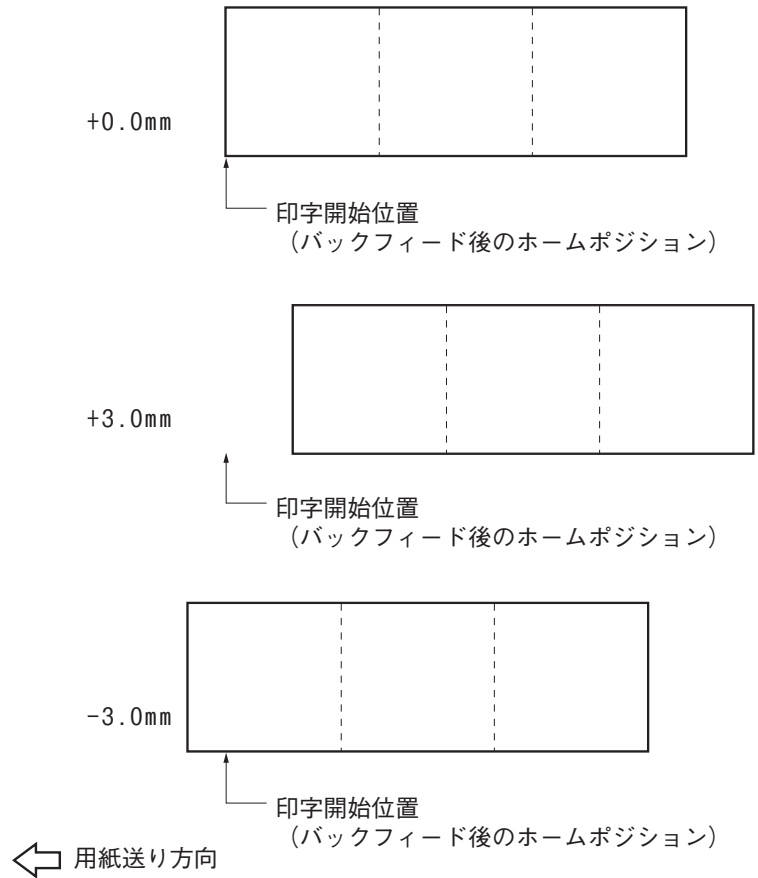 +0.0mm
印字開始位置
（バックフィード後のホームポジション）
+3.0mm
印字開始位置
（バックフィード後のホームポジション）
-3.0mm
印字開始位置
（バックフィード後のホームポジション）
用紙送り方向